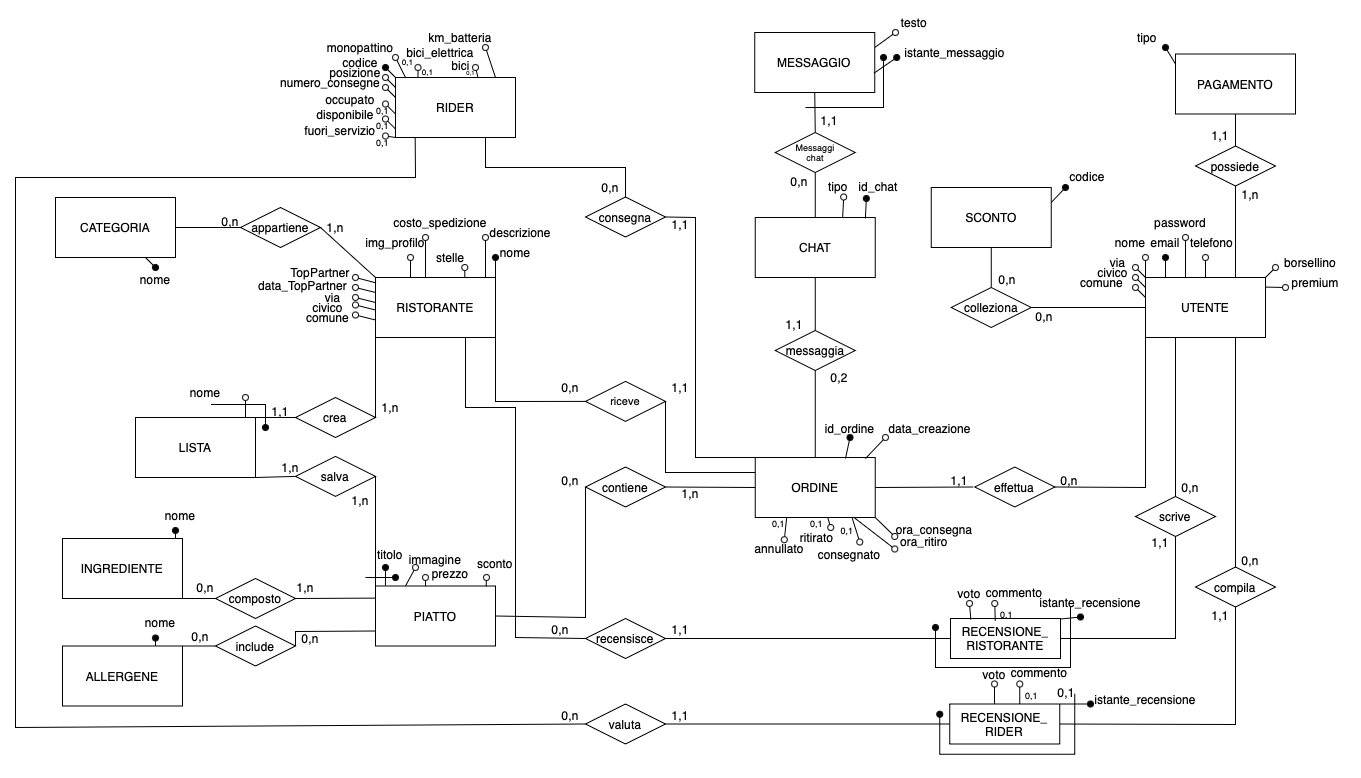 testo
km_batteria
monopattino
bici_elettrica
istante_messaggio
tipo
codice
0,1
bici
MESSAGGIO
posizione
0,1
0,1
PAGAMENTO
numero_consegne
RIDER
occupato
0,1
disponibile
1,1
0,1
fuori_servizio
1,1
0,1
Messaggi
chat
possiede
codice
0,n
0,n
tipo
id_chat
1,n
CATEGORIA
0,n
appartiene
1,n
costo_spedizione
consegna
1,1
SCONTO
password
descrizione
img_profilo
nome
email
telefono
stelle
nome
CHAT
via
borsellino
nome
TopPartner
civico
data_TopPartner
0,n
comune
premium
via
civico
comune
RISTORANTE
colleziona
0,n
UTENTE
1,1
messaggia
0,2
nome
0,n
1,1
riceve
1,1
crea
1,n
id_ordine
data_creazione
LISTA
1,n
salva
1,n
0,n
contiene
1,n
ORDINE
1,1
effettua
0,n
0,n
nome
0,1
0,1
0,1
ora_consegna
scrive
annullato
ritirato
ora_ritiro
consegnato
1,1
titolo
immagine
INGREDIENTE
prezzo
sconto
0,n
0,n
composto
1,n
compila
voto
commento
istante_recensione
nome
PIATTO
0,1
1,1
0,n
include
0,n
0,n
recensisce
1,1
RECENSIONE_
RISTORANTE
ALLERGENE
voto
commento
0,1
0,1
istante_recensione
0,n
valuta
1,1
RECENSIONE_
RIDER